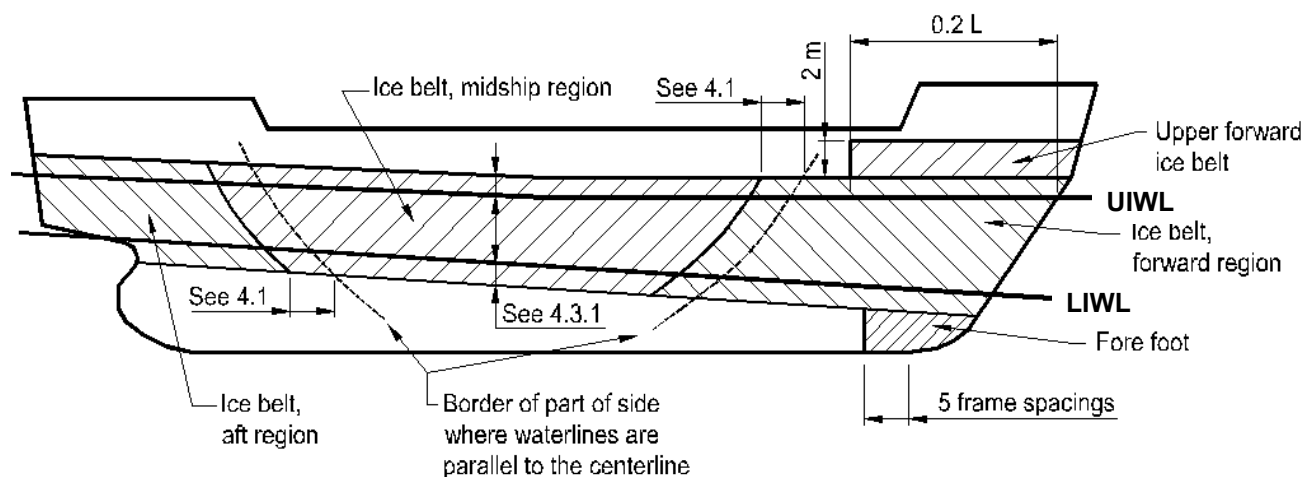 0.2 L
2 m
See 4.1
Ice belt, midship region
Upper forward
ice belt
UIWL
Ice belt,
forward region
LIWL
See 4.1
See 4.3.1
Fore foot
5 frame spacings
Ice belt,
aft region
Border of part of side
where waterlines are
parallel to the centerline